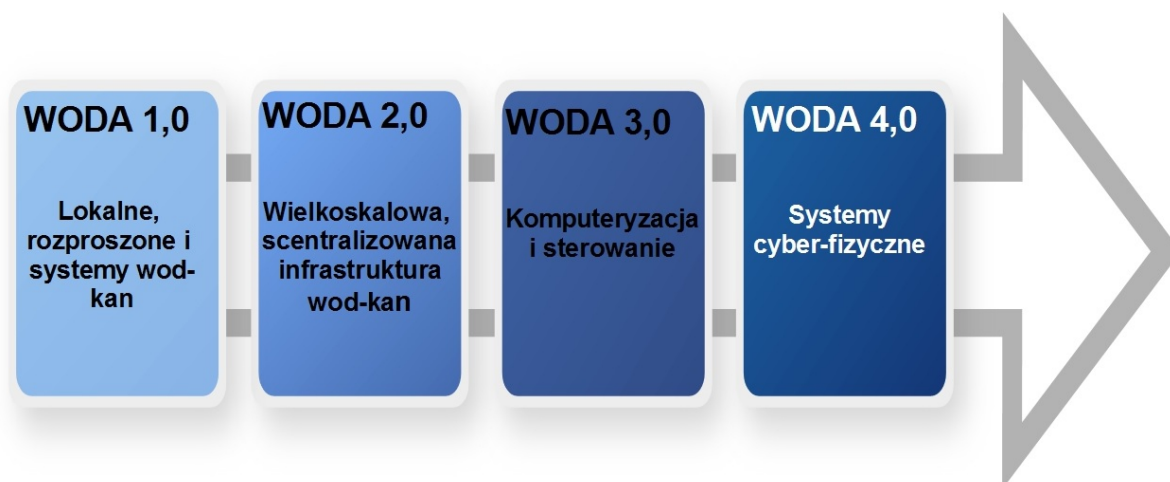 WODA 1,0
Lokalne,
rozproszone i
systemy wod-
kan
WODA 2,0
Wielkoskalowa,
scentralizowana
infrastruktura
wod-kan
WODA 3,0
Komputeryzacja
i sterowanie
WODA 4,0
Systemy
cyber-fizyczne